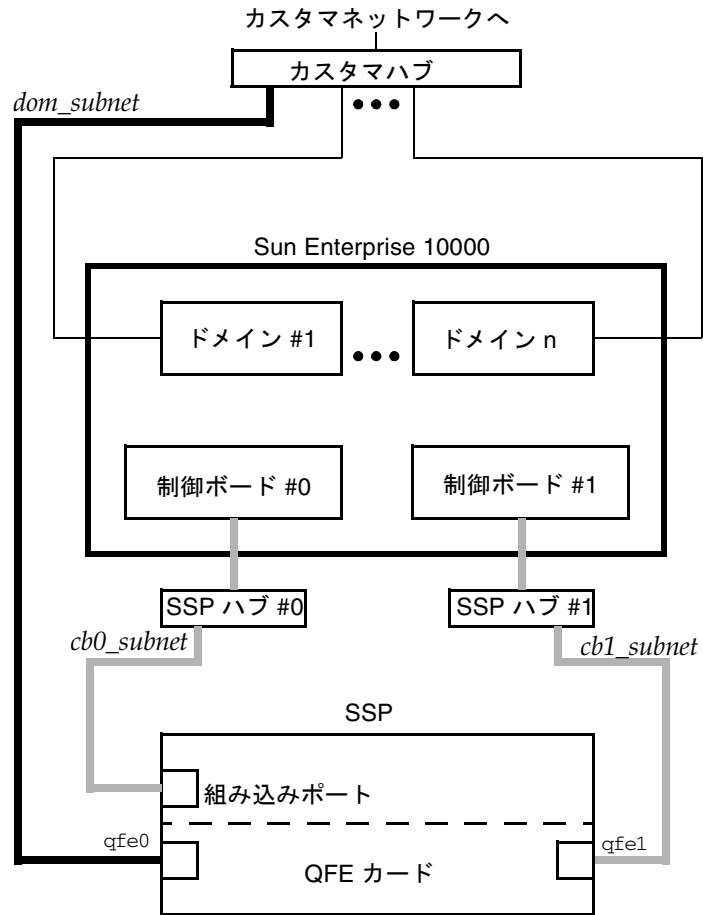 カスタマネットワークへ
カスタマハブ
dom_subnet
Sun Enterprise 10000
ドメイン #1
ドメイン n
制御ボード #0
制御ボード #1
SSP ハブ #0
SSP ハブ #1
cb0_subnet
cb1_subnet
SSP
組み込みポート
qfe0
qfe1
QFE カード